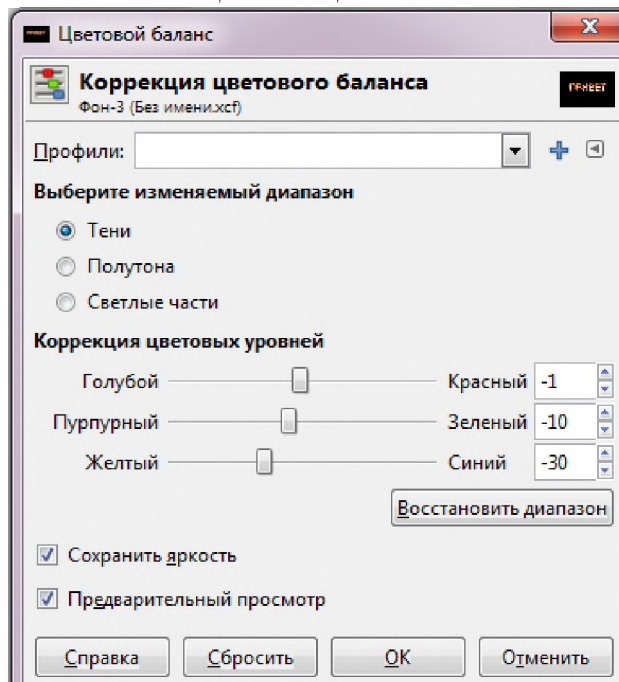 Цветовой баланс
Коррекция цветового баланса
Фон-3 (Без имени.xcf)
ПРИВЕТ
Профили:
Выберите изменяемый диапазон
Тени
Полутона
Светлые части
Коррекция цветовых уровней
Голубой Красный -1
Пурпурный Зеленый -10
Желтый Синий -30
Восстановить диапазон
Сохранить яркость
Предварительный просмотр
Справка Сбросить OK Отменить